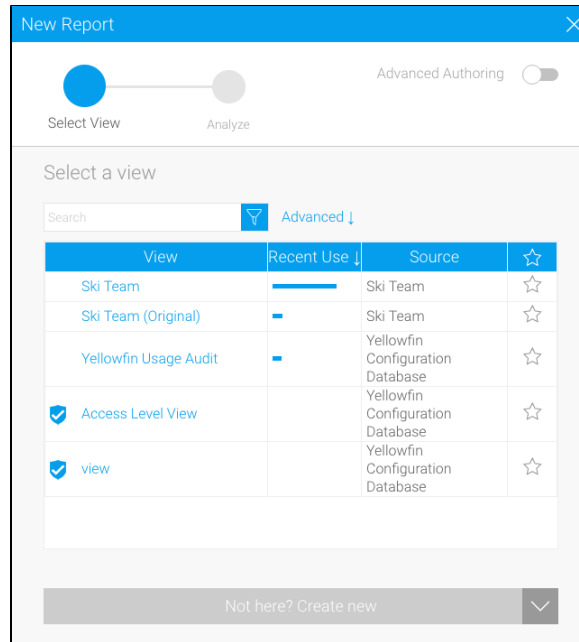 New Report
Advanced Authoring
Select View
Analyze
Select a view
Search
Advanced ↓
View Recent Use ↓ Source
Ski Team Ski Team
Ski Team (Original) Ski Team
Yellowfin Usage Audit Yellowfin
Configuration
Database
Access Level View Yellowfin
Configuration
Database
view Yellowfin
Configuration
Database
Not here? Create new